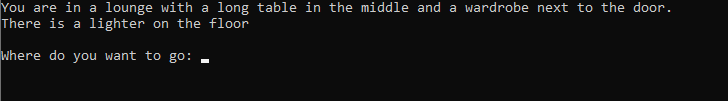 You are in a lounge with a long table in the middle and a wardrobe next to the door.
There is a lighter on the floor
Where do you want to go: